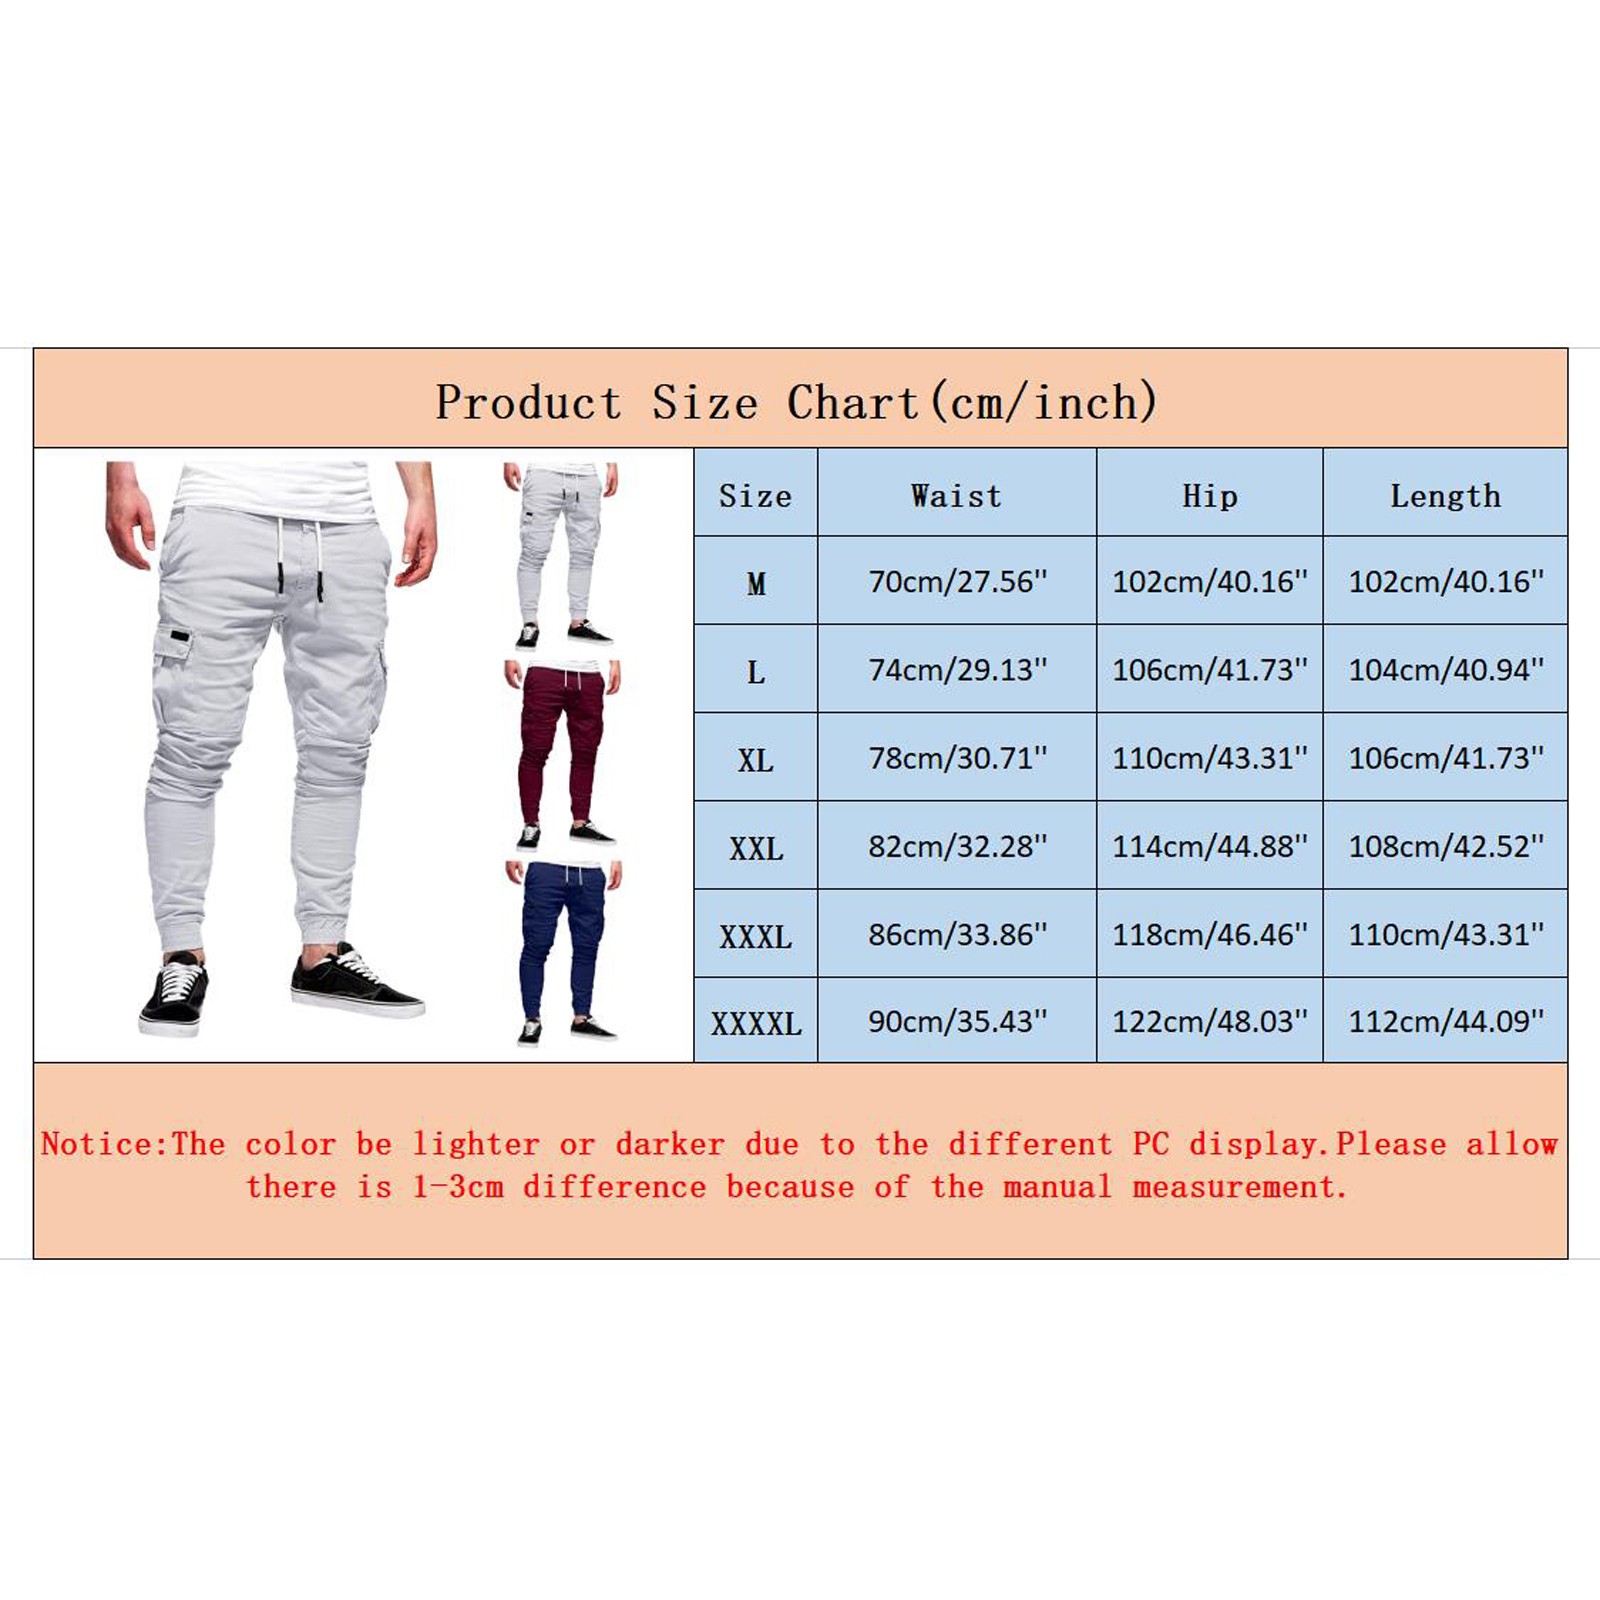 Product Size Chart(cm/inch)
Size Waist Hip Length
M 70cm/27.56'' 102cm/40.16'' 102cm/40.16''
L 74cm/29.13'' 106cm/41.73'' 104cm/40.94''
XL 78cm/30.71'' 110cm/43.31'' 106cm/41.73''
XXL 82cm/32.28'' 114cm/44.88'' 108cm/42.52''
XXXL 86cm/33.86'' 118cm/46.46'' 110cm/43.31''
XXXXL 90cm/35.43'' 122cm/48.03'' 112cm/44.09''
Notice:The color be lighter or darker due to the different PC display.Please allow
there is 1-3cm difference because of the manual measurement.